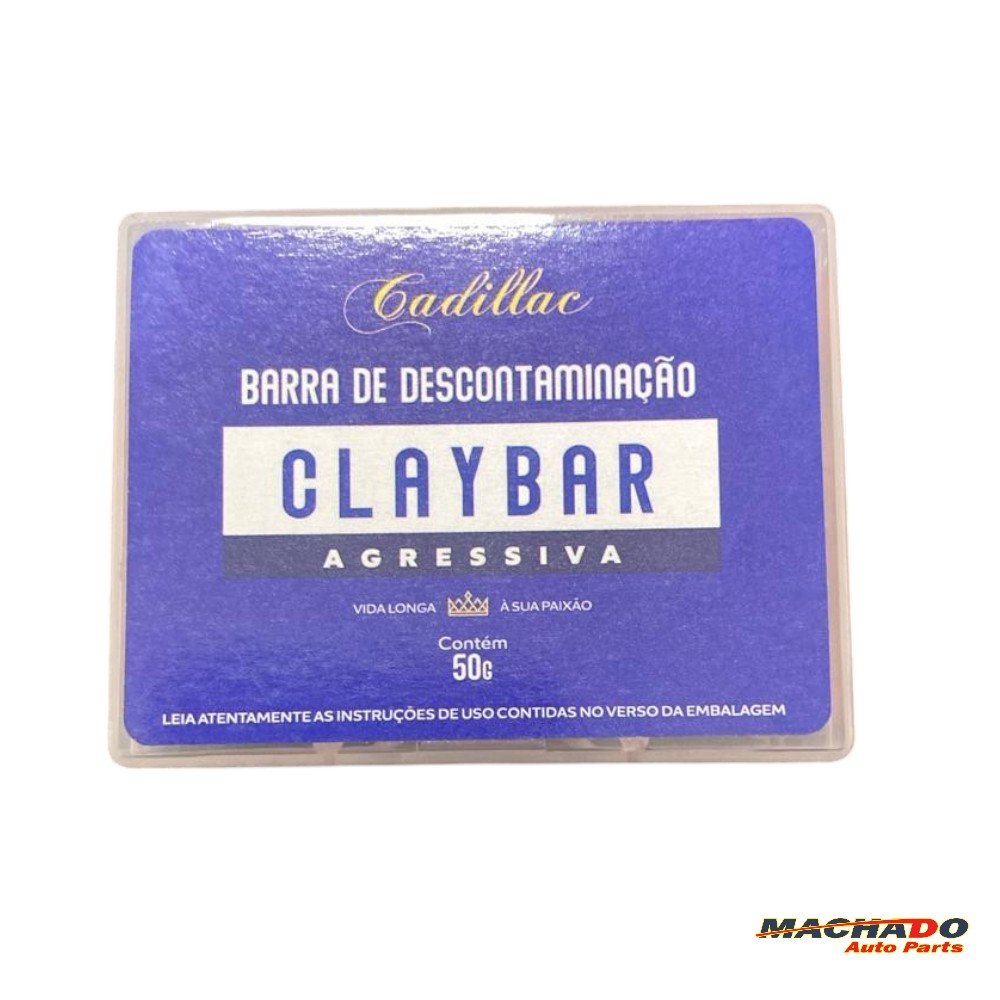 Cadillac
BARRA DE DESCONTAMINAÇÃO
CLAYBAR
AGRESSIVA
VIDA LONGA À SUA PAIXÃO
Contém
50G
LEIA ATENTAMENTE AS INSTRUÇÕES DE USO CONTIDAS NO VERSO DA EMBALAGEM
MACHADO
Auto Parts